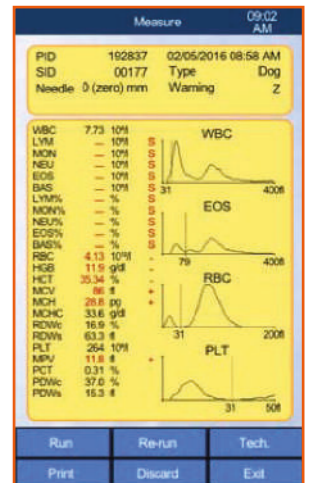 Measure 09:02 AM
PID 192837 02/05/2016 08:58 AM
SID 00177 Type Dog
Needle 0 (zero) mm Warning Z
WBC 7.73 10⁹/l
LYM — 10⁹/l S
MON — 10⁹/l S
NEU — 10⁹/l S
EOS — 10⁹/l S
BAS — 10⁹/l S
LYM% — % S
MON% — % S
NEU% — % S
EOS% — % S
BAS% — % S
RBC 4.13 10¹²/l -
HGB 11.9 g/dl -
HCT 35.34 % -
MCV 86 fl +
MCH 28.8 pg +
MCHC 33.6 g/dl
RDWc 16.9 %
RDWs 63.3 fl
PLT 264 10⁹/l
MPV 11.8 fl +
PCT 0.31 %
PDWc 37.0 %
PDWs 15.3 fl
WBC
31 400fl
EOS
79 400fl
RBC
31 200fl
PLT
31 50fl
Run Re-run Tech.
Print Discard Exit